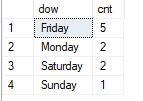 dow cnt
1 Friday 5
2 Monday 2
3 Saturday 2
4 Sunday 1